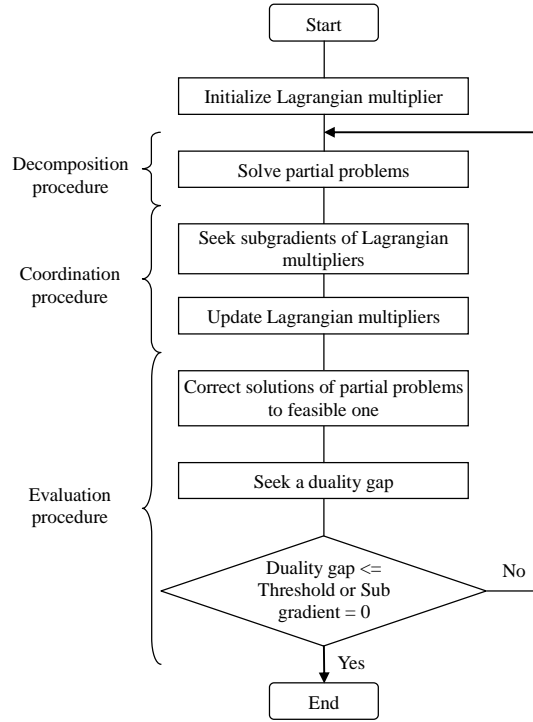 Start
Initialize Lagrangian multiplier
Decomposition
procedure
Solve partial problems
Seek subgradients of Lagrangian
multipliers
Coordination
procedure
Update Lagrangian multipliers
Correct solutions of partial problems
to feasible one
Seek a duality gap
Evaluation
procedure
Duality gap <=
Threshold or Sub
gradient = 0
No
Yes
End